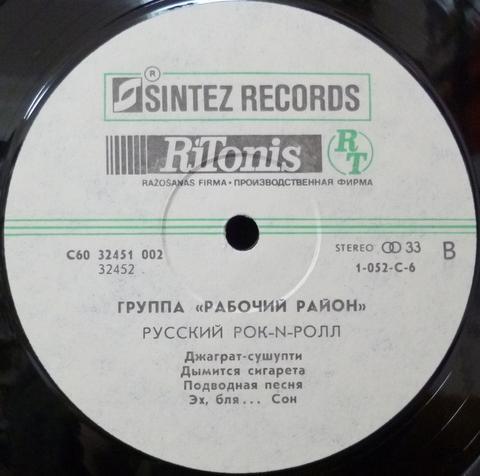 ®
SINTEZ RECORDS
RiTonis RT
RAŽOŠANAS FIRMA • ПРОИЗВОДСТВЕННАЯ ФИРМА
С60 32451 002 STEREO 33 B
32452 1-052-C-6
ГРУППА «РАБОЧИЙ РАЙОН»
РУССКИЙ РОК-N-РОЛЛ
Джаграт-сушупти
Дымится сигарета
Подводная песня
Эх, бля... Сон